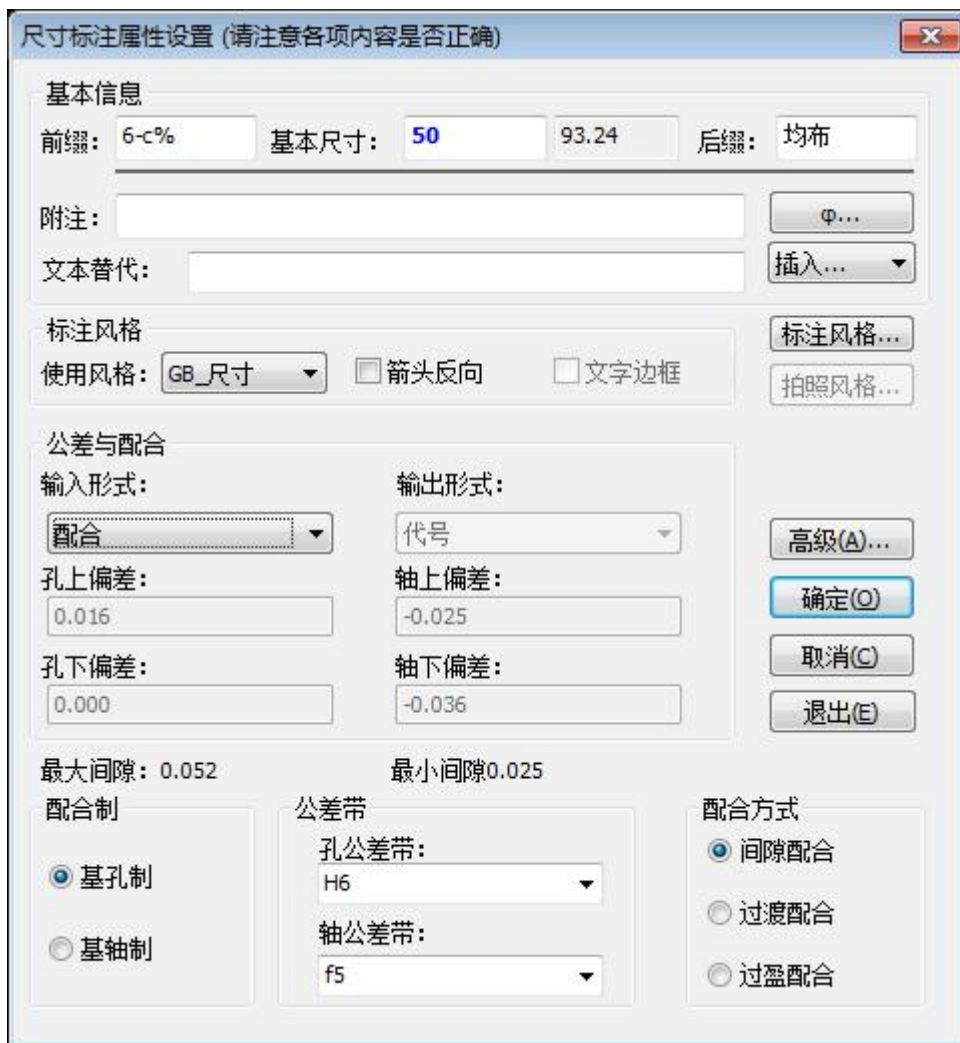 尺寸标注属性设置 (请注意各项内容是否正确)
基本信息
前缀: 6-c% 基本尺寸: 50 93.24 后缀: 均布
附注: φ...
文本替代: 插入...
标注风格 标注风格...
使用风格: GB_尺寸 箭头反向 文字边框 拍照风格...
公差与配合
输入形式: 输出形式:
配合 代号 高级(A)...
孔上偏差: 轴上偏差: 确定(O)
0.016 -0.025
孔下偏差: 轴下偏差: 取消(C)
0.000 -0.036 退出(E)
最大间隙: 0.052 最小间隙0.025
配合制 公差带 配合方式
孔公差带: 间隙配合
基孔制 H6
过渡配合
轴公差带:
基轴制 f5 过盈配合